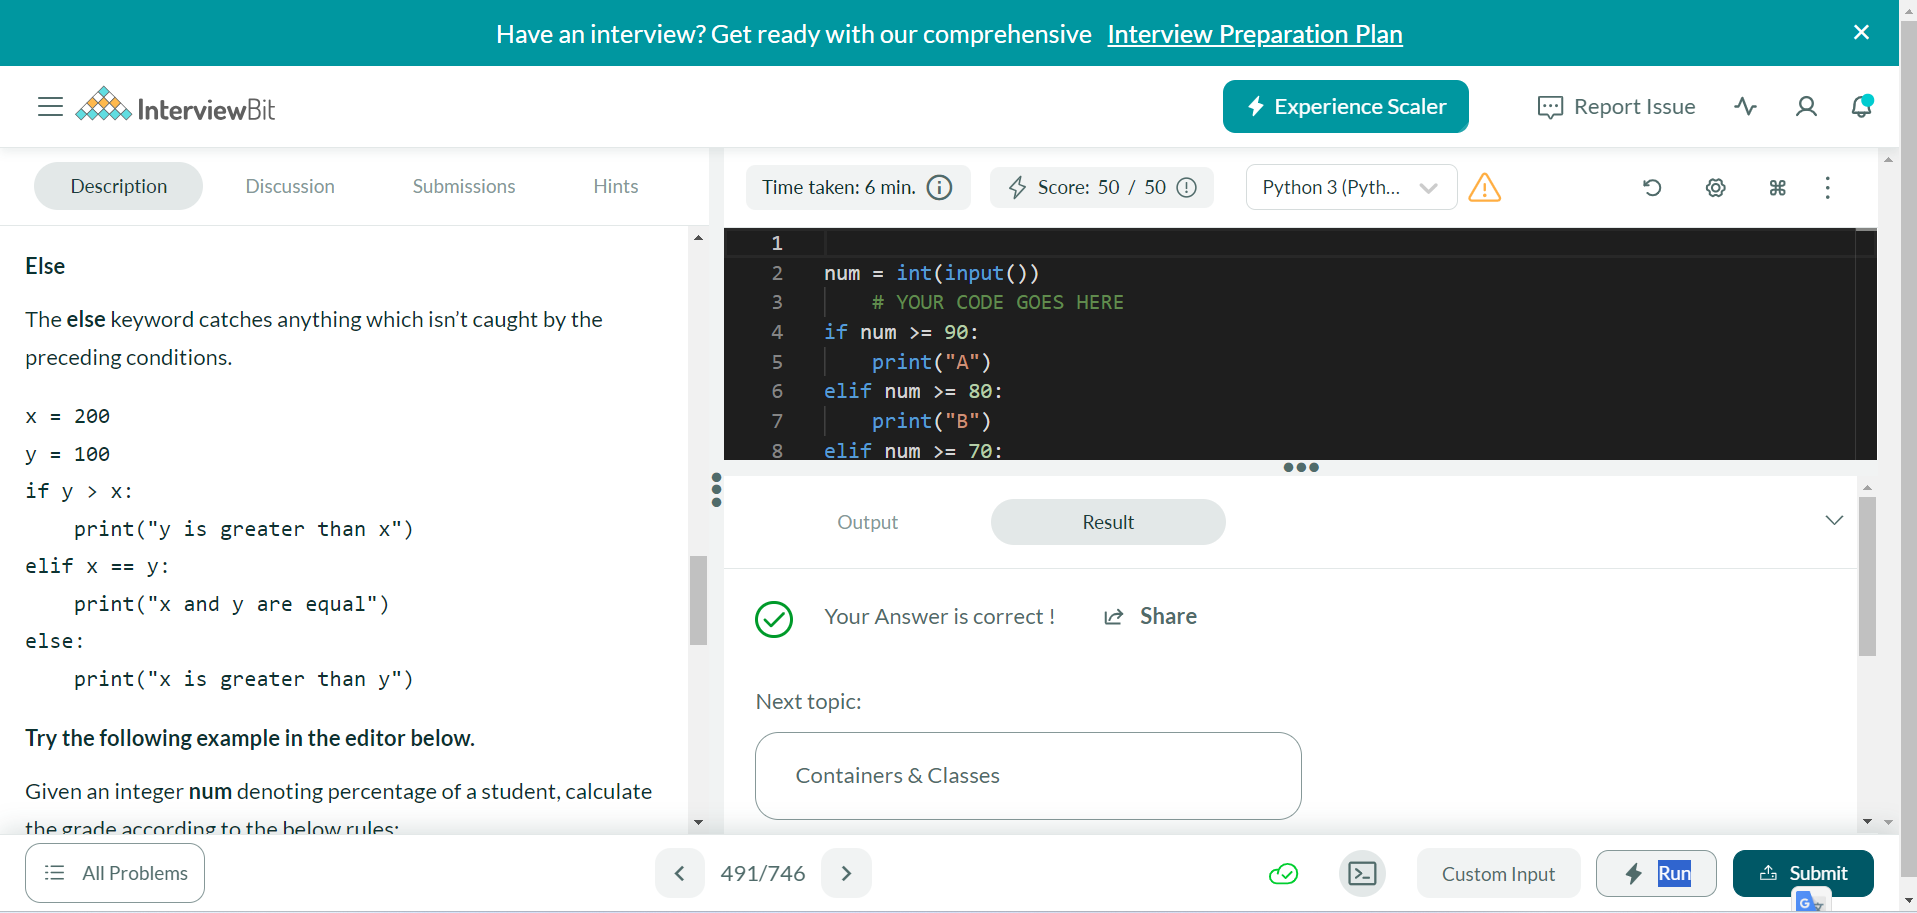 Have an interview? Get ready with our comprehensive Interview Preparation Plan
InterviewBit
Experience Scaler
Report Issue
Description
Discussion
Submissions
Hints
Else
The else keyword catches anything which isn’t caught by the
preceding conditions.
x = 200
y = 100
if y > x:
    print("y is greater than x")
elif x == y:
    print("x and y are equal")
else:
    print("x is greater than y")
Try the following example in the editor below.
Given an integer num denoting percentage of a student, calculate
the grade according to the below rules:
Time taken: 6 min.
Score: 50 / 50
Python 3 (Pyth...
1
2 num = int(input())
3     # YOUR CODE GOES HERE
4 if num >= 90:
5     print("A")
6 elif num >= 80:
7     print("B")
8 elif num >= 70:
Output
Result
Your Answer is correct !
Share
Next topic:
Containers & Classes
All Problems
491/746
Custom Input
Run
Submit
G